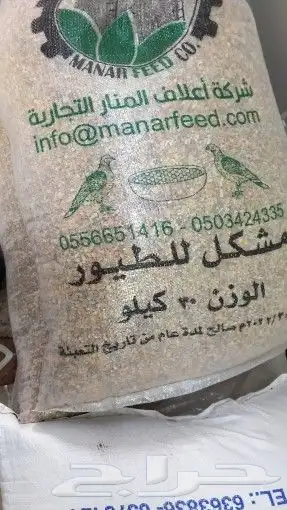 MANAR FEED CO.
شركة أعلاف المنار التجارية
info@manarfeed.com
0556651416 - 0503424335
مشكل للطيور
الوزن ٣٠ كيلو
صالح لمدة عام من تاريخ التعبئة
حراج